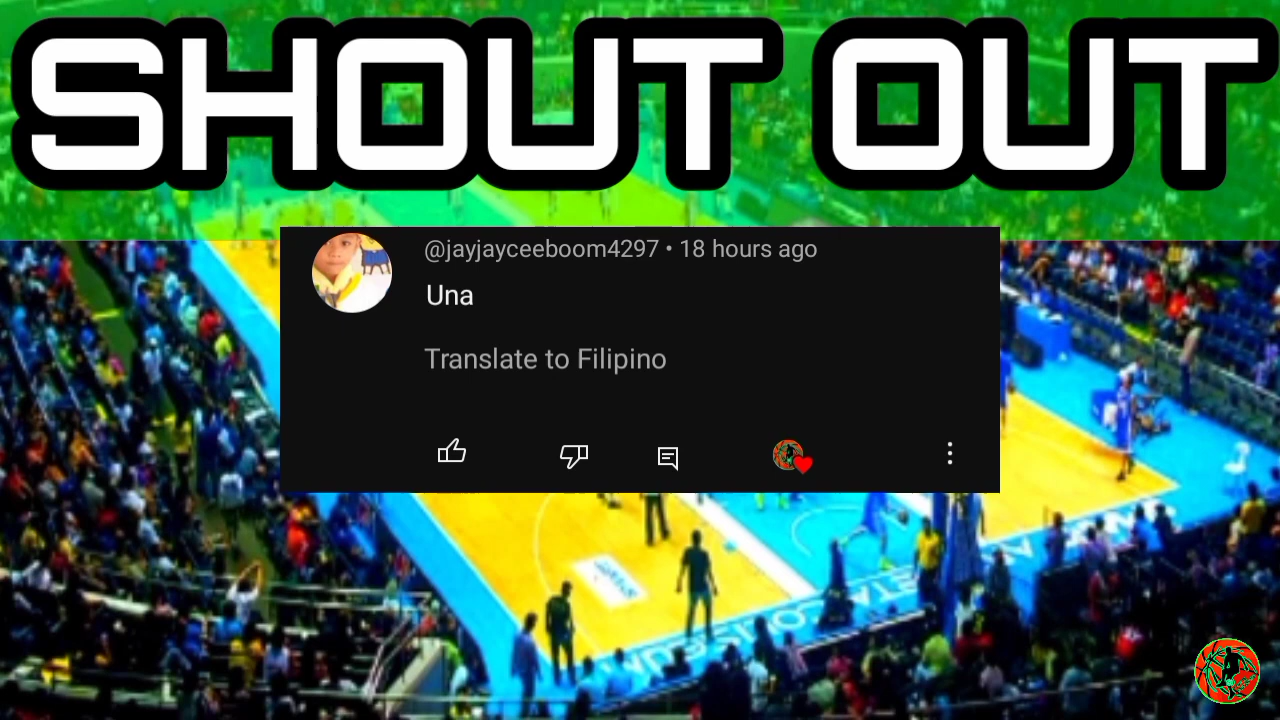 SHOUT OUT
@jayjayceeboom4297 • 18 hours ago
Una
Translate to Filipino